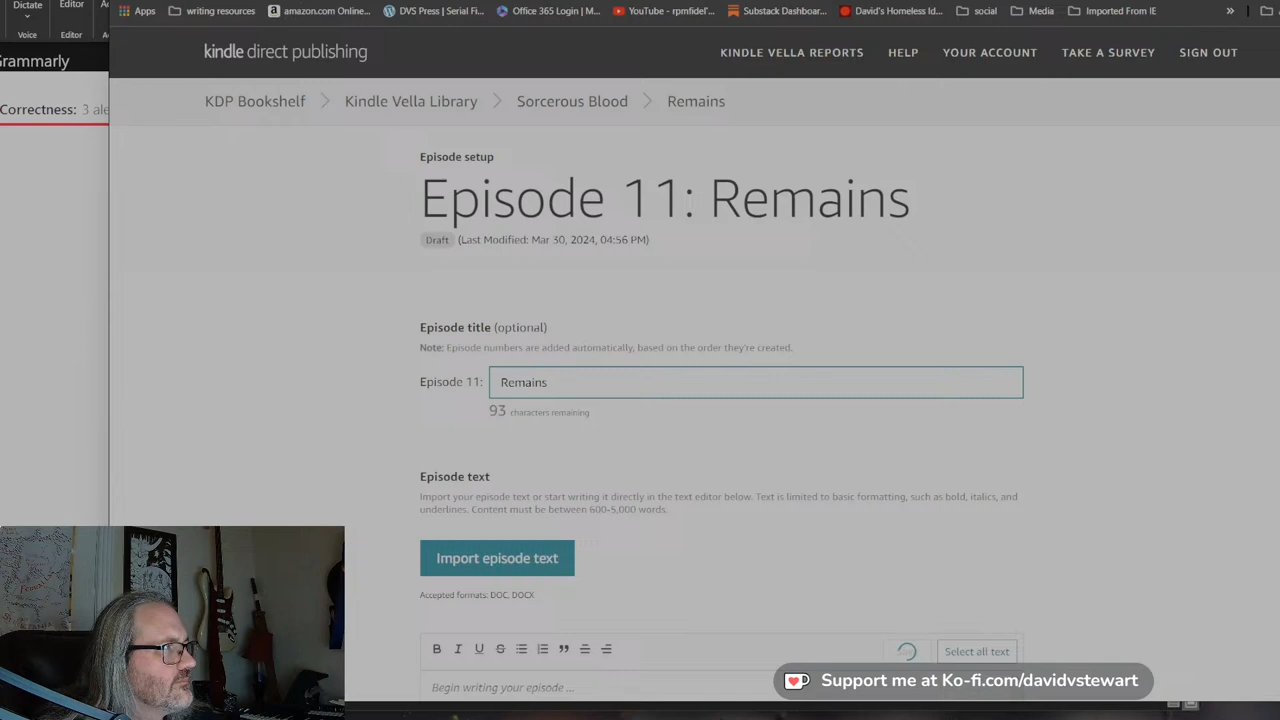 Dictate
Editor
Voice
Editor
Apps
writing resources
amazon.com Online...
DVS Press | Serial Fi...
Office 365 Login | M...
YouTube - rpmfidel'...
Substack Dashboar...
David's Homeless Id...
social
Media
Imported From IE
Grammarly
Correctness: 3 ale
kindle direct publishing
KINDLE VELLA REPORTS
HELP
YOUR ACCOUNT
TAKE A SURVEY
SIGN OUT
KDP Bookshelf
Kindle Vella Library
Sorcerous Blood
Remains
Episode setup
Episode 11: Remains
Draft (Last Modified: Mar 30, 2024, 04:56 PM)
Episode title (optional)
Note: Episode numbers are added automatically, based on the order they're created.
Episode 11: Remains
93 characters remaining
Episode text
Import your episode text or start writing it directly in the text editor below. Text is limited to basic formatting, such as bold, italics, and
underlines. Content must be between 600-5,000 words.
Import episode text
Accepted formats: DOC, DOCX
B I U S
Select all text
Begin writing your episode ...
Support me at Ko-fi.com/davidvstewart